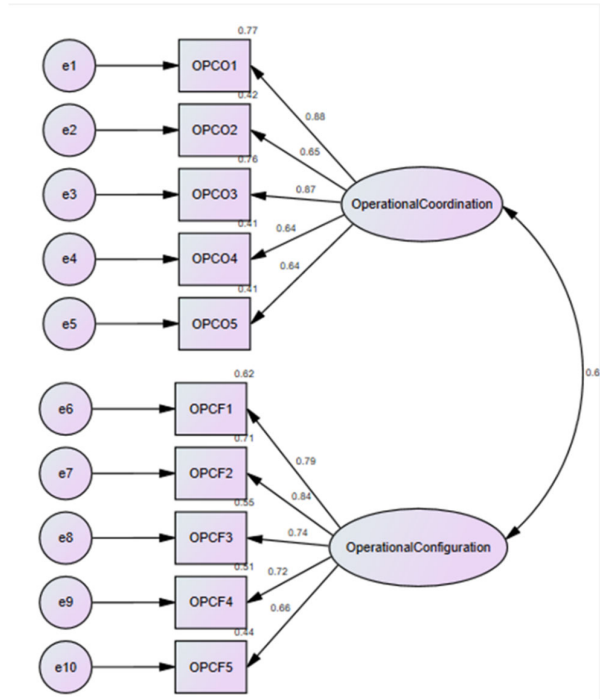 0.77
e1 OPCO1
0.88
0.42
e2 OPCO2
0.65
0.76
e3 OPCO3
0.87
OperationalCoordination
0.41
e4 OPCO4
0.64
0.64
0.41
e5 OPCO5
0.6
0.62
e6 OPCF1
0.79
0.71
e7 OPCF2
0.84
0.55
e8 OPCF3
0.74
OperationalConfiguration
0.51
e9 OPCF4
0.72
0.66
0.44
e10 OPCF5